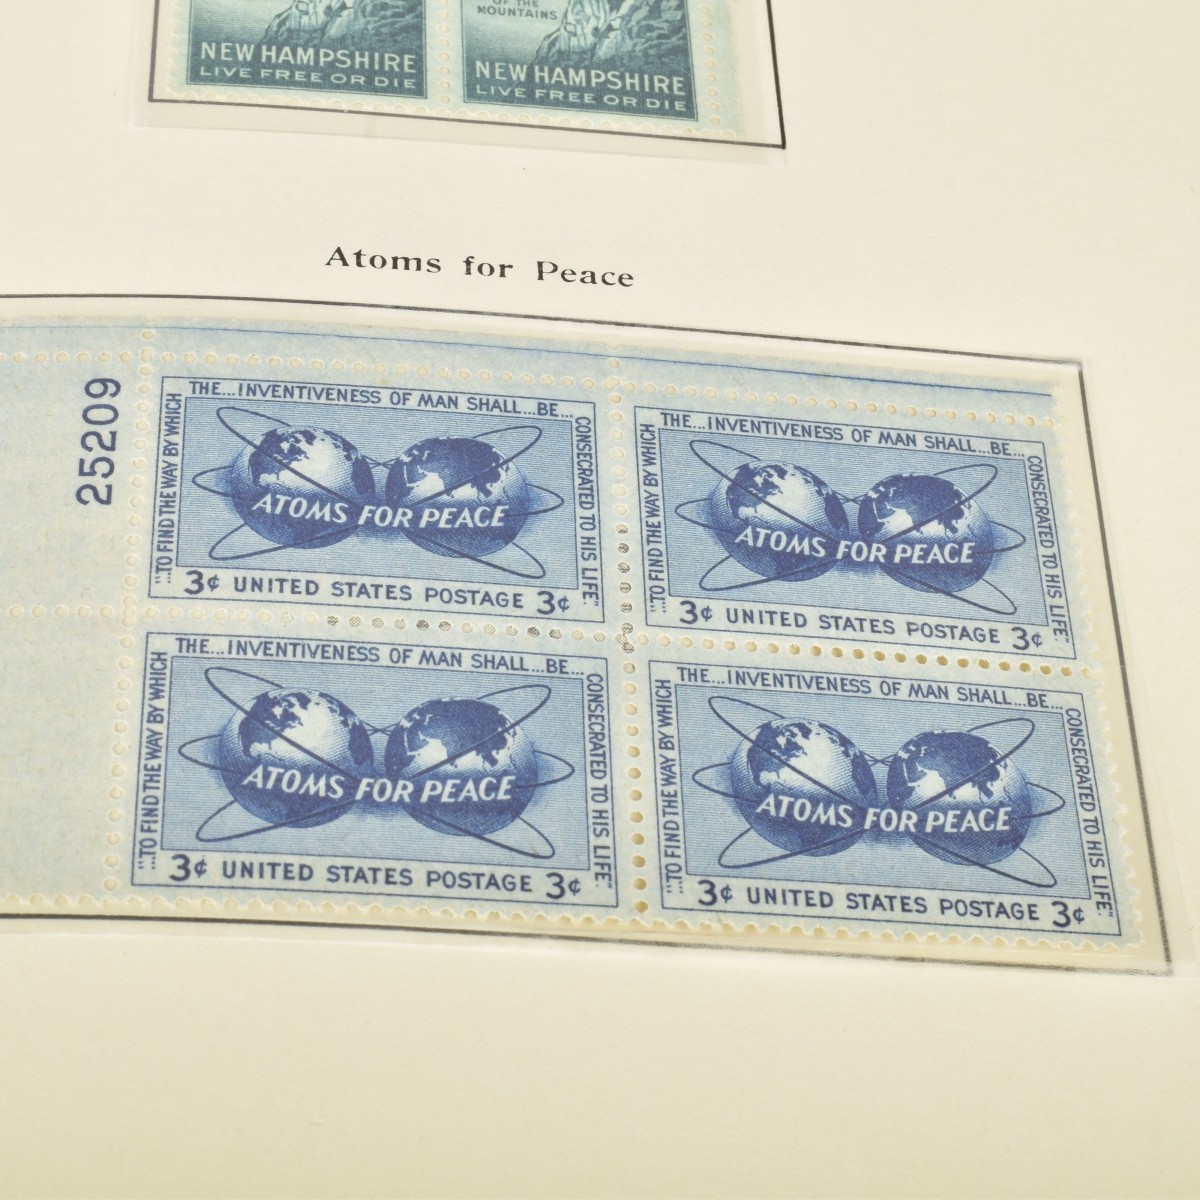 OF THE
MOUNTAINS
NEW HAMPSHIRE
LIVE FREE OR DIE
OF THE
MOUNTAINS
NEW HAMPSHIRE
LIVE FREE OR DIE
Atoms for Peace
25209
"...TO FIND THE WAY BY WHICH
THE...INVENTIVENESS OF MAN SHALL...BE...
CONSECRATED TO HIS LIFE."
ATOMS FOR PEACE
3¢ UNITED STATES POSTAGE 3¢
"...TO FIND THE WAY BY WHICH
THE...INVENTIVENESS OF MAN SHALL...BE...
CONSECRATED TO HIS LIFE."
ATOMS FOR PEACE
3¢ UNITED STATES POSTAGE 3¢
"...TO FIND THE WAY BY WHICH
THE...INVENTIVENESS OF MAN SHALL...BE...
CONSECRATED TO HIS LIFE."
ATOMS FOR PEACE
3¢ UNITED STATES POSTAGE 3¢
"...TO FIND THE WAY BY WHICH
THE...INVENTIVENESS OF MAN SHALL...BE...
CONSECRATED TO HIS LIFE."
ATOMS FOR PEACE
3¢ UNITED STATES POSTAGE 3¢